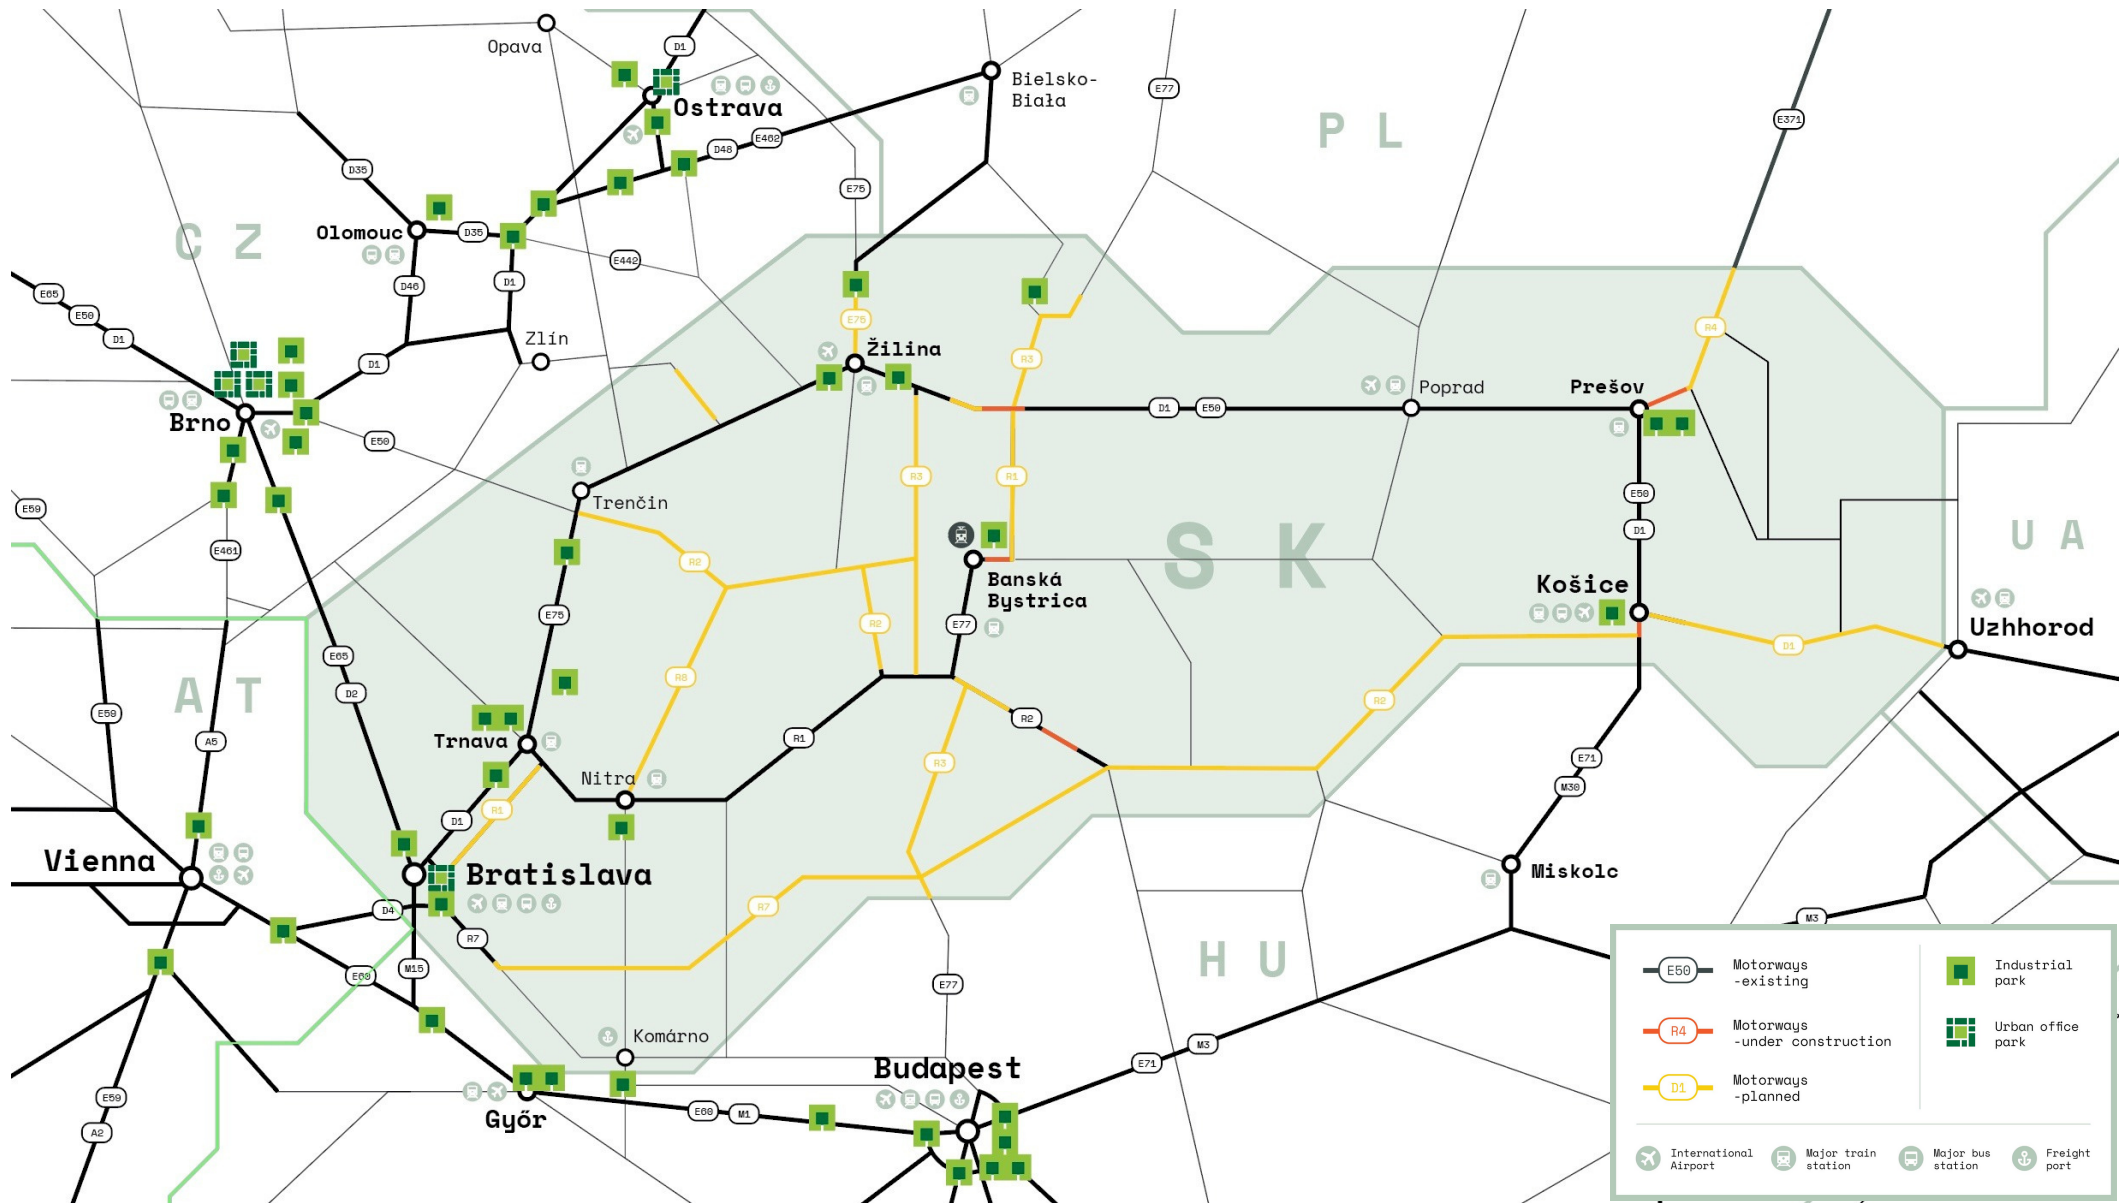 Opava
D1
Bielsko-
Biała
E77
P L
E371
Ostrava
E462
D48
D35
E75
C Z
Olomouc
D35
E442
D46
D1
E65
E50
D1
E75
R4
Zlín
Žilina
D1
R3
Poprad
Prešov
D1
E50
Brno
E50
R3
R1
E50
Trenčín
E59
D1
S K
U A
E461
R2
Banská
Bystrica
Košice
E75
R2
E77
Uzhhorod
D1
E65
R8
D2
A T
R2
E59
R2
Trnava
A5
R1
R3
E71
Nitra
M30
R1
D1
Vienna
Bratislava
Miskolc
D4
R7
M3
R7
H U
M15
E60
E77
Komárno
M3
Budapest
E71
E59
Győr
E60
M1
A2
E50
Motorways
-existing
R4
Motorways
-under construction
D1
Motorways
-planned
Industrial
park
Urban office
park
International
Airport
Major train
station
Major bus
station
Freight
port